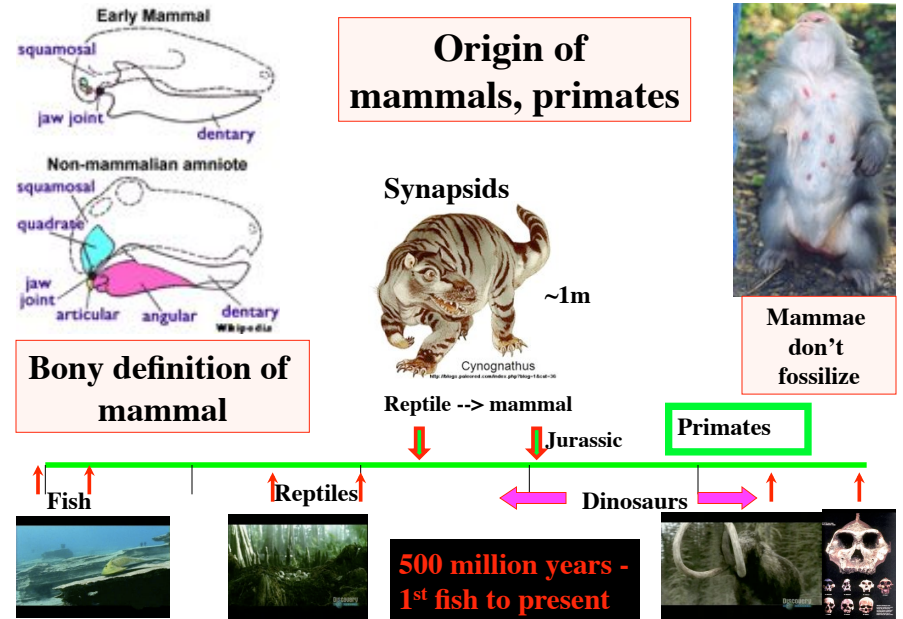 Early Mammal
squamosal
jaw joint
dentary
Non-mammalian amniote
squamosal
quadrate
jaw
joint
articular
angular
dentary
Wikipedia
Origin of
mammals, primates
Synapsids
~1m
Cynognathus
Mammae
don’t
fossilize
Bony definition of
mammal
Reptile --> mammal
Jurassic
Primates
Fish
Reptiles
Dinosaurs
500 million years -
1st fish to present
Discovery
Discovery